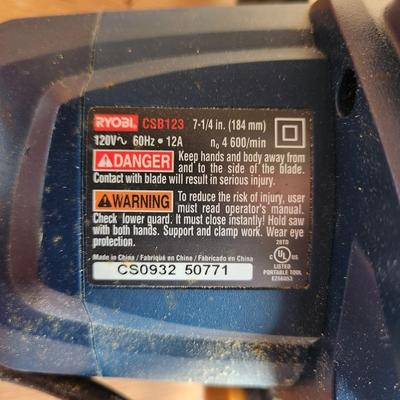 RYOBI. CSB123 7-1/4 in. (184 mm)
120V~ 60Hz • 12A n₀ 4 600/min
DANGER Keep hands and body away from
and to the side of the blade.
Contact with blade will result in serious injury.
WARNING To reduce the risk of injury, user
must read operator's manual.
Check lower guard. It must close instantly! Hold saw
with both hands. Support and clamp work. Wear eye
protection.
28TD
Made in China / Fabriqué en Chine / Fabricado en China
C UL US
LISTED
PORTABLE TOOL
CS0932 50771